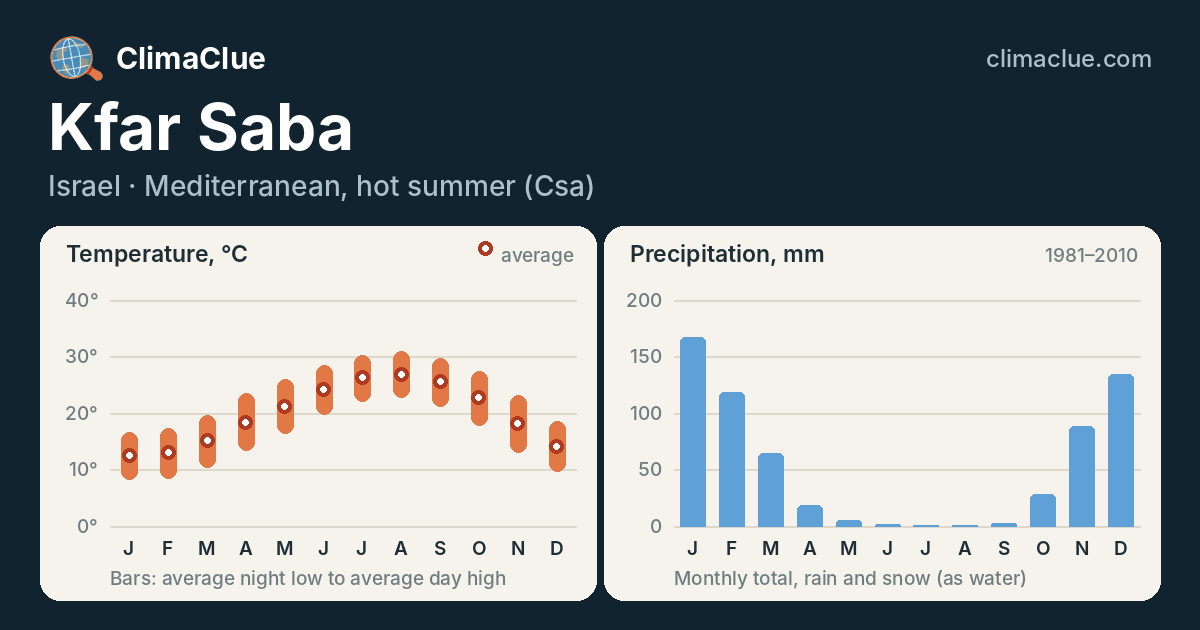 ClimaClue
climaclue.com
Kfar Saba
Israel · Mediterranean, hot summer (Csa)
Temperature, °C
average
40°
30°
20°
10°
0°
J F M A M J J A S O N D
Bars: average night low to average day high
Precipitation, mm
1981–2010
200
150
100
50
0
J F M A M J J A S O N D
Monthly total, rain and snow (as water)